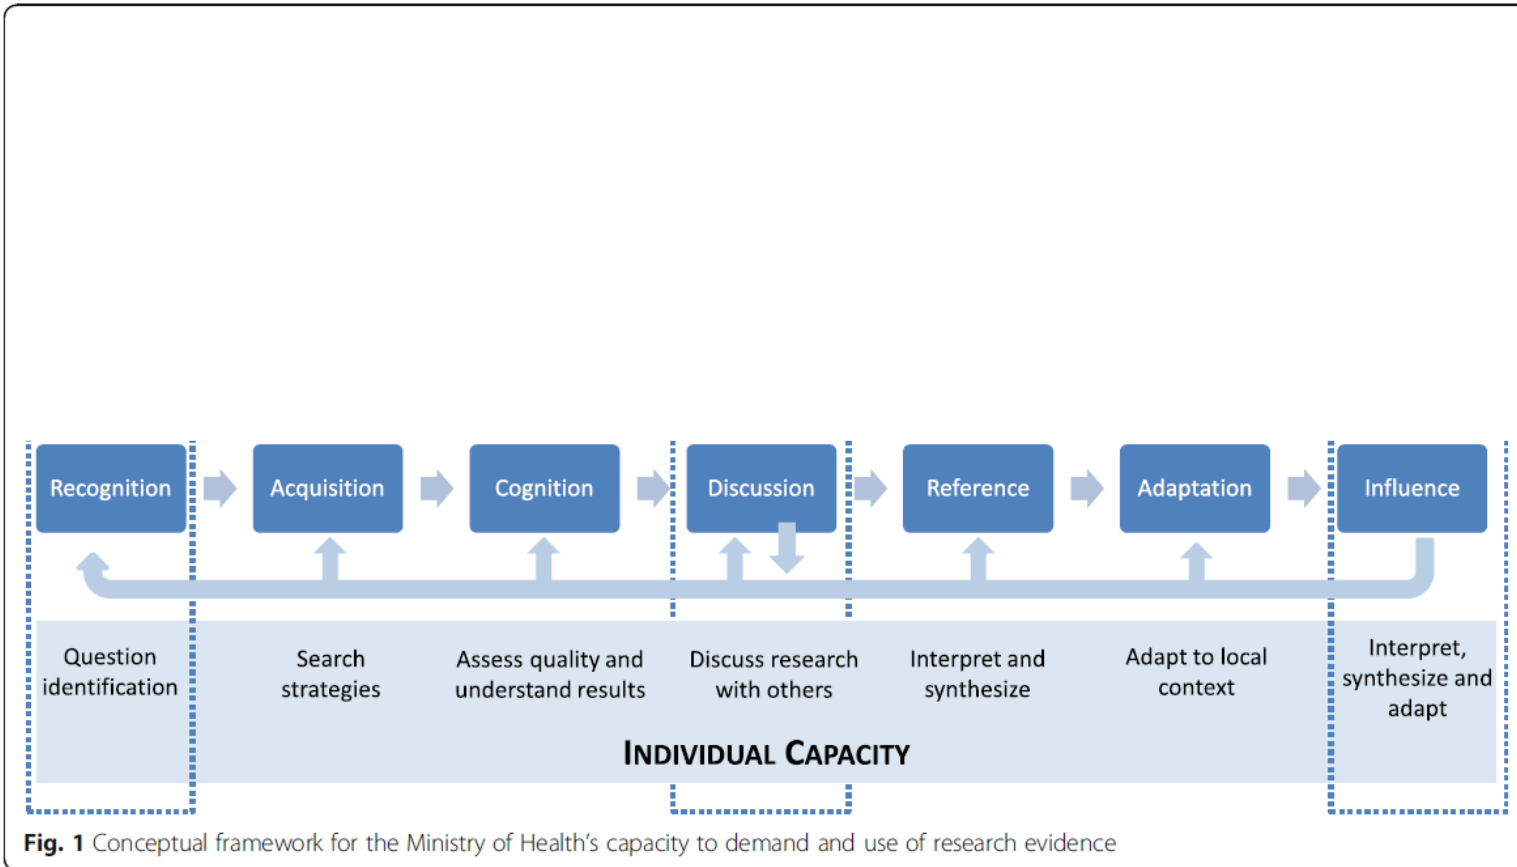 Recognition
Acquisition
Cognition
Discussion
Reference
Adaptation
Influence
Question
identification
Search
strategies
Assess quality and
understand results
Discuss research
with others
Interpret and
synthesize
Adapt to local
context
Interpret,
synthesize and
adapt
INDIVIDUAL CAPACITY
Fig. 1 Conceptual framework for the Ministry of Health's capacity to demand and use of research evidence